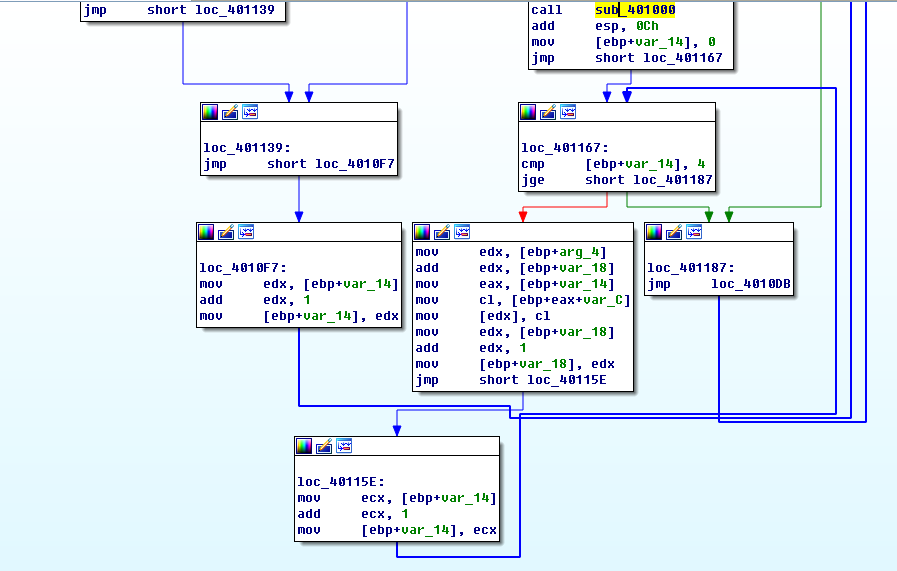 jmp short loc_401139
call sub_401000
add esp, 0Ch
mov [ebp+var_14], 0
jmp short loc_401167
loc_401139:
jmp short loc_4010F7
loc_401167:
cmp [ebp+var_14], 4
jge short loc_401187
loc_4010F7:
mov edx, [ebp+var_14]
add edx, 1
mov [ebp+var_14], edx
mov edx, [ebp+arg_4]
add edx, [ebp+var_18]
mov eax, [ebp+var_14]
mov cl, [ebp+eax+var_C]
mov [edx], cl
mov edx, [ebp+var_18]
add edx, 1
mov [ebp+var_18], edx
jmp short loc_40115E
loc_401187:
jmp loc_4010DB
loc_40115E:
mov ecx, [ebp+var_14]
add ecx, 1
mov [ebp+var_14], ecx